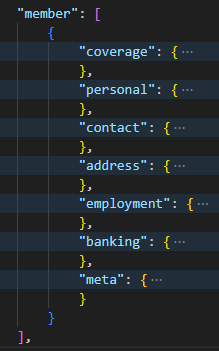 "member": [
{
"coverage": { ...
},
"personal": { ...
},
"contact": { ...
},
"address": { ...
},
"employment": { ...
},
"banking": { ...
},
"meta": { ...
}
}
],